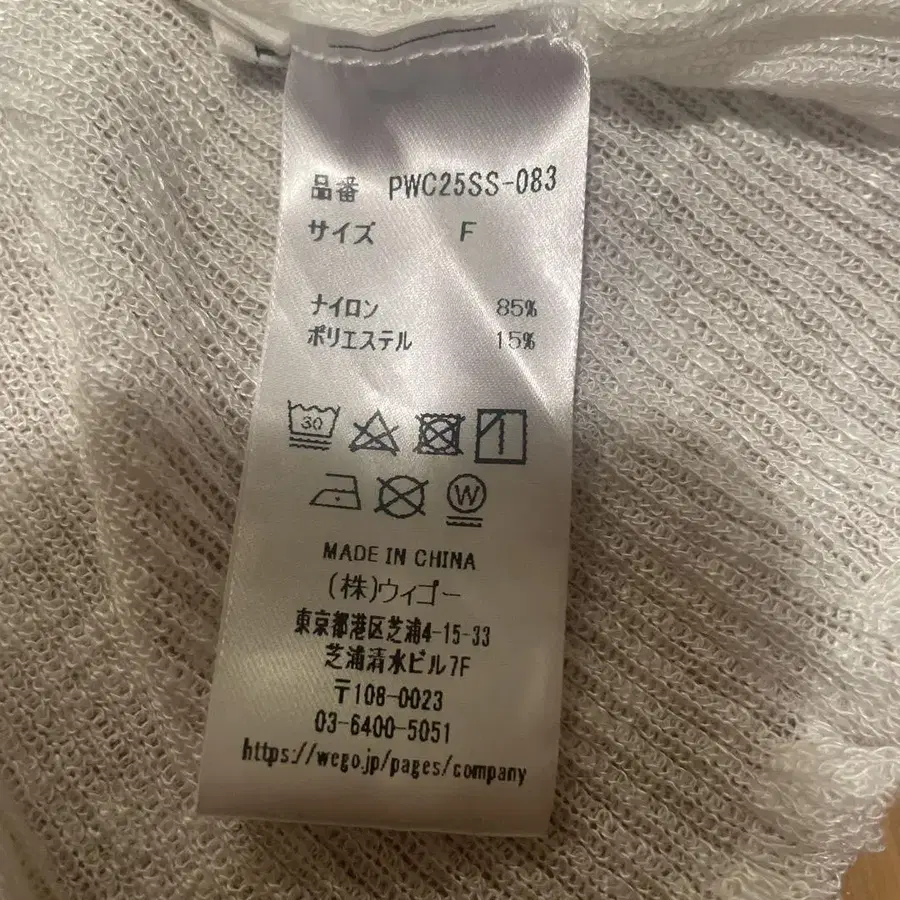 品番 PWC25SS-083
サイズ F
ナイロン 85%
ポリエステル 15%
30
W
MADE IN CHINA
(株)ウィゴー
東京都港区芝浦4-15-33
芝浦清水ビル7F
〒108-0023
03-6400-5051
https://wego.jp/pages/company